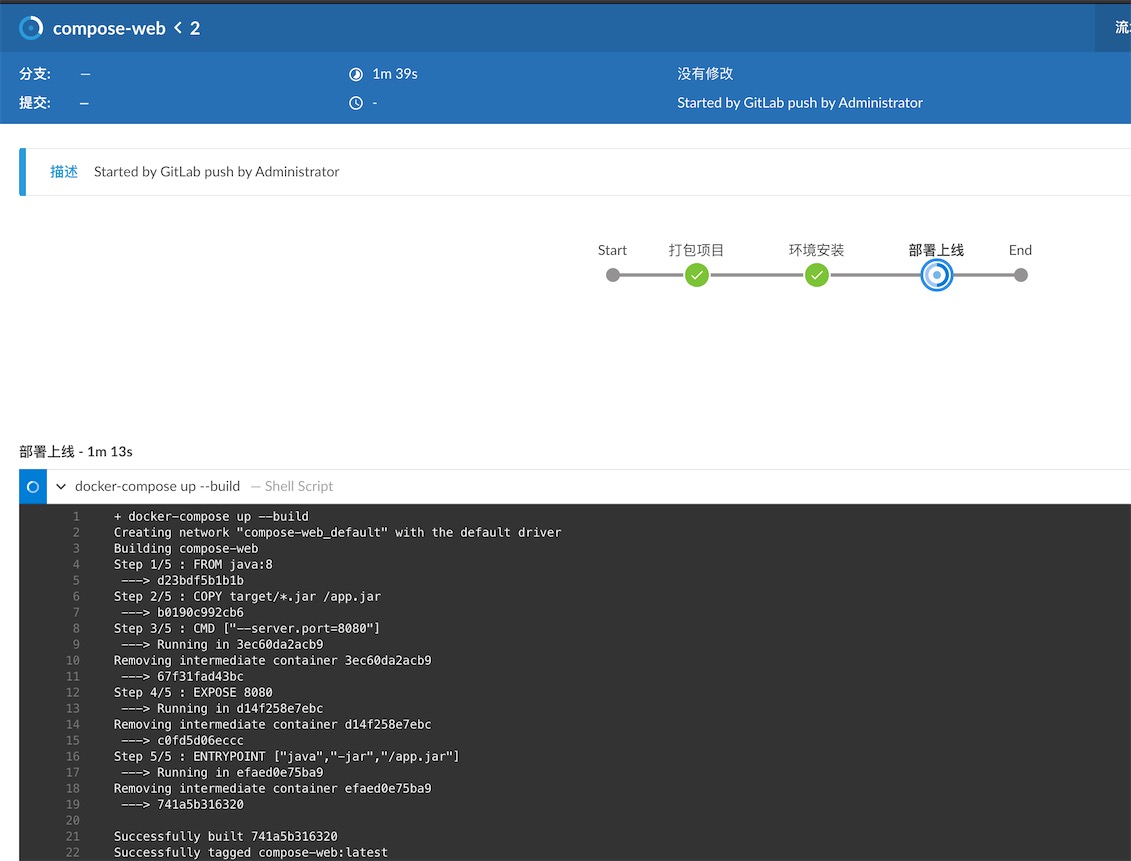 compose-web < 2
流
分支: — 1m 39s 没有修改
提交: — - Started by GitLab push by Administrator
描述 Started by GitLab push by Administrator
Start 打包项目 环境安装 部署上线 End
部署上线 - 1m 13s
docker-compose up --build — Shell Script
1 + docker-compose up --build
2 Creating network "compose-web_default" with the default driver
3 Building compose-web
4 Step 1/5 : FROM java:8
5 ---> d23bdf5b1b1b
6 Step 2/5 : COPY target/*.jar /app.jar
7 ---> b0190c992cb6
8 Step 3/5 : CMD ["--server.port=8080"]
9 ---> Running in 3ec60da2acb9
10 Removing intermediate container 3ec60da2acb9
11 ---> 67f31fad43bc
12 Step 4/5 : EXPOSE 8080
13 ---> Running in d14f258e7ebc
14 Removing intermediate container d14f258e7ebc
15 ---> c0fd5d06eccc
16 Step 5/5 : ENTRYPOINT ["java","-jar","/app.jar"]
17 ---> Running in efaed0e75ba9
18 Removing intermediate container efaed0e75ba9
19 ---> 741a5b316320
20
21 Successfully built 741a5b316320
22 Successfully tagged compose-web:latest